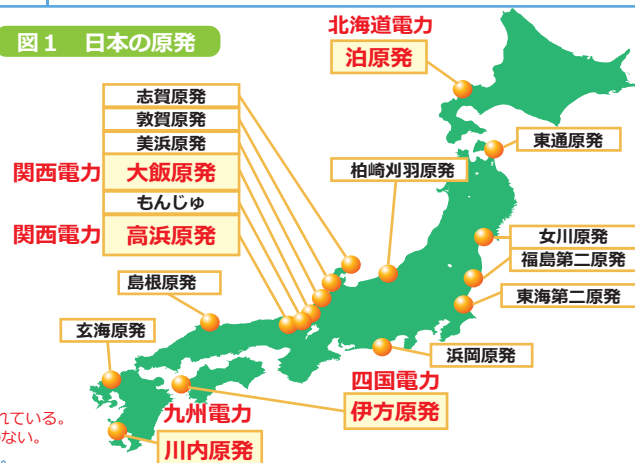 図1 日本の原発
北海道電力
泊原発
志賀原発
敦賀原発
美浜原発
関西電力 大飯原発
もんじゅ
関西電力 高浜原発
柏崎刈羽原発
東通原発
女川原発
福島第二原発
東海第二原発
島根原発
玄海原発
浜岡原発
四国電力
伊方原発
九州電力
川内原発
れている。
ない。